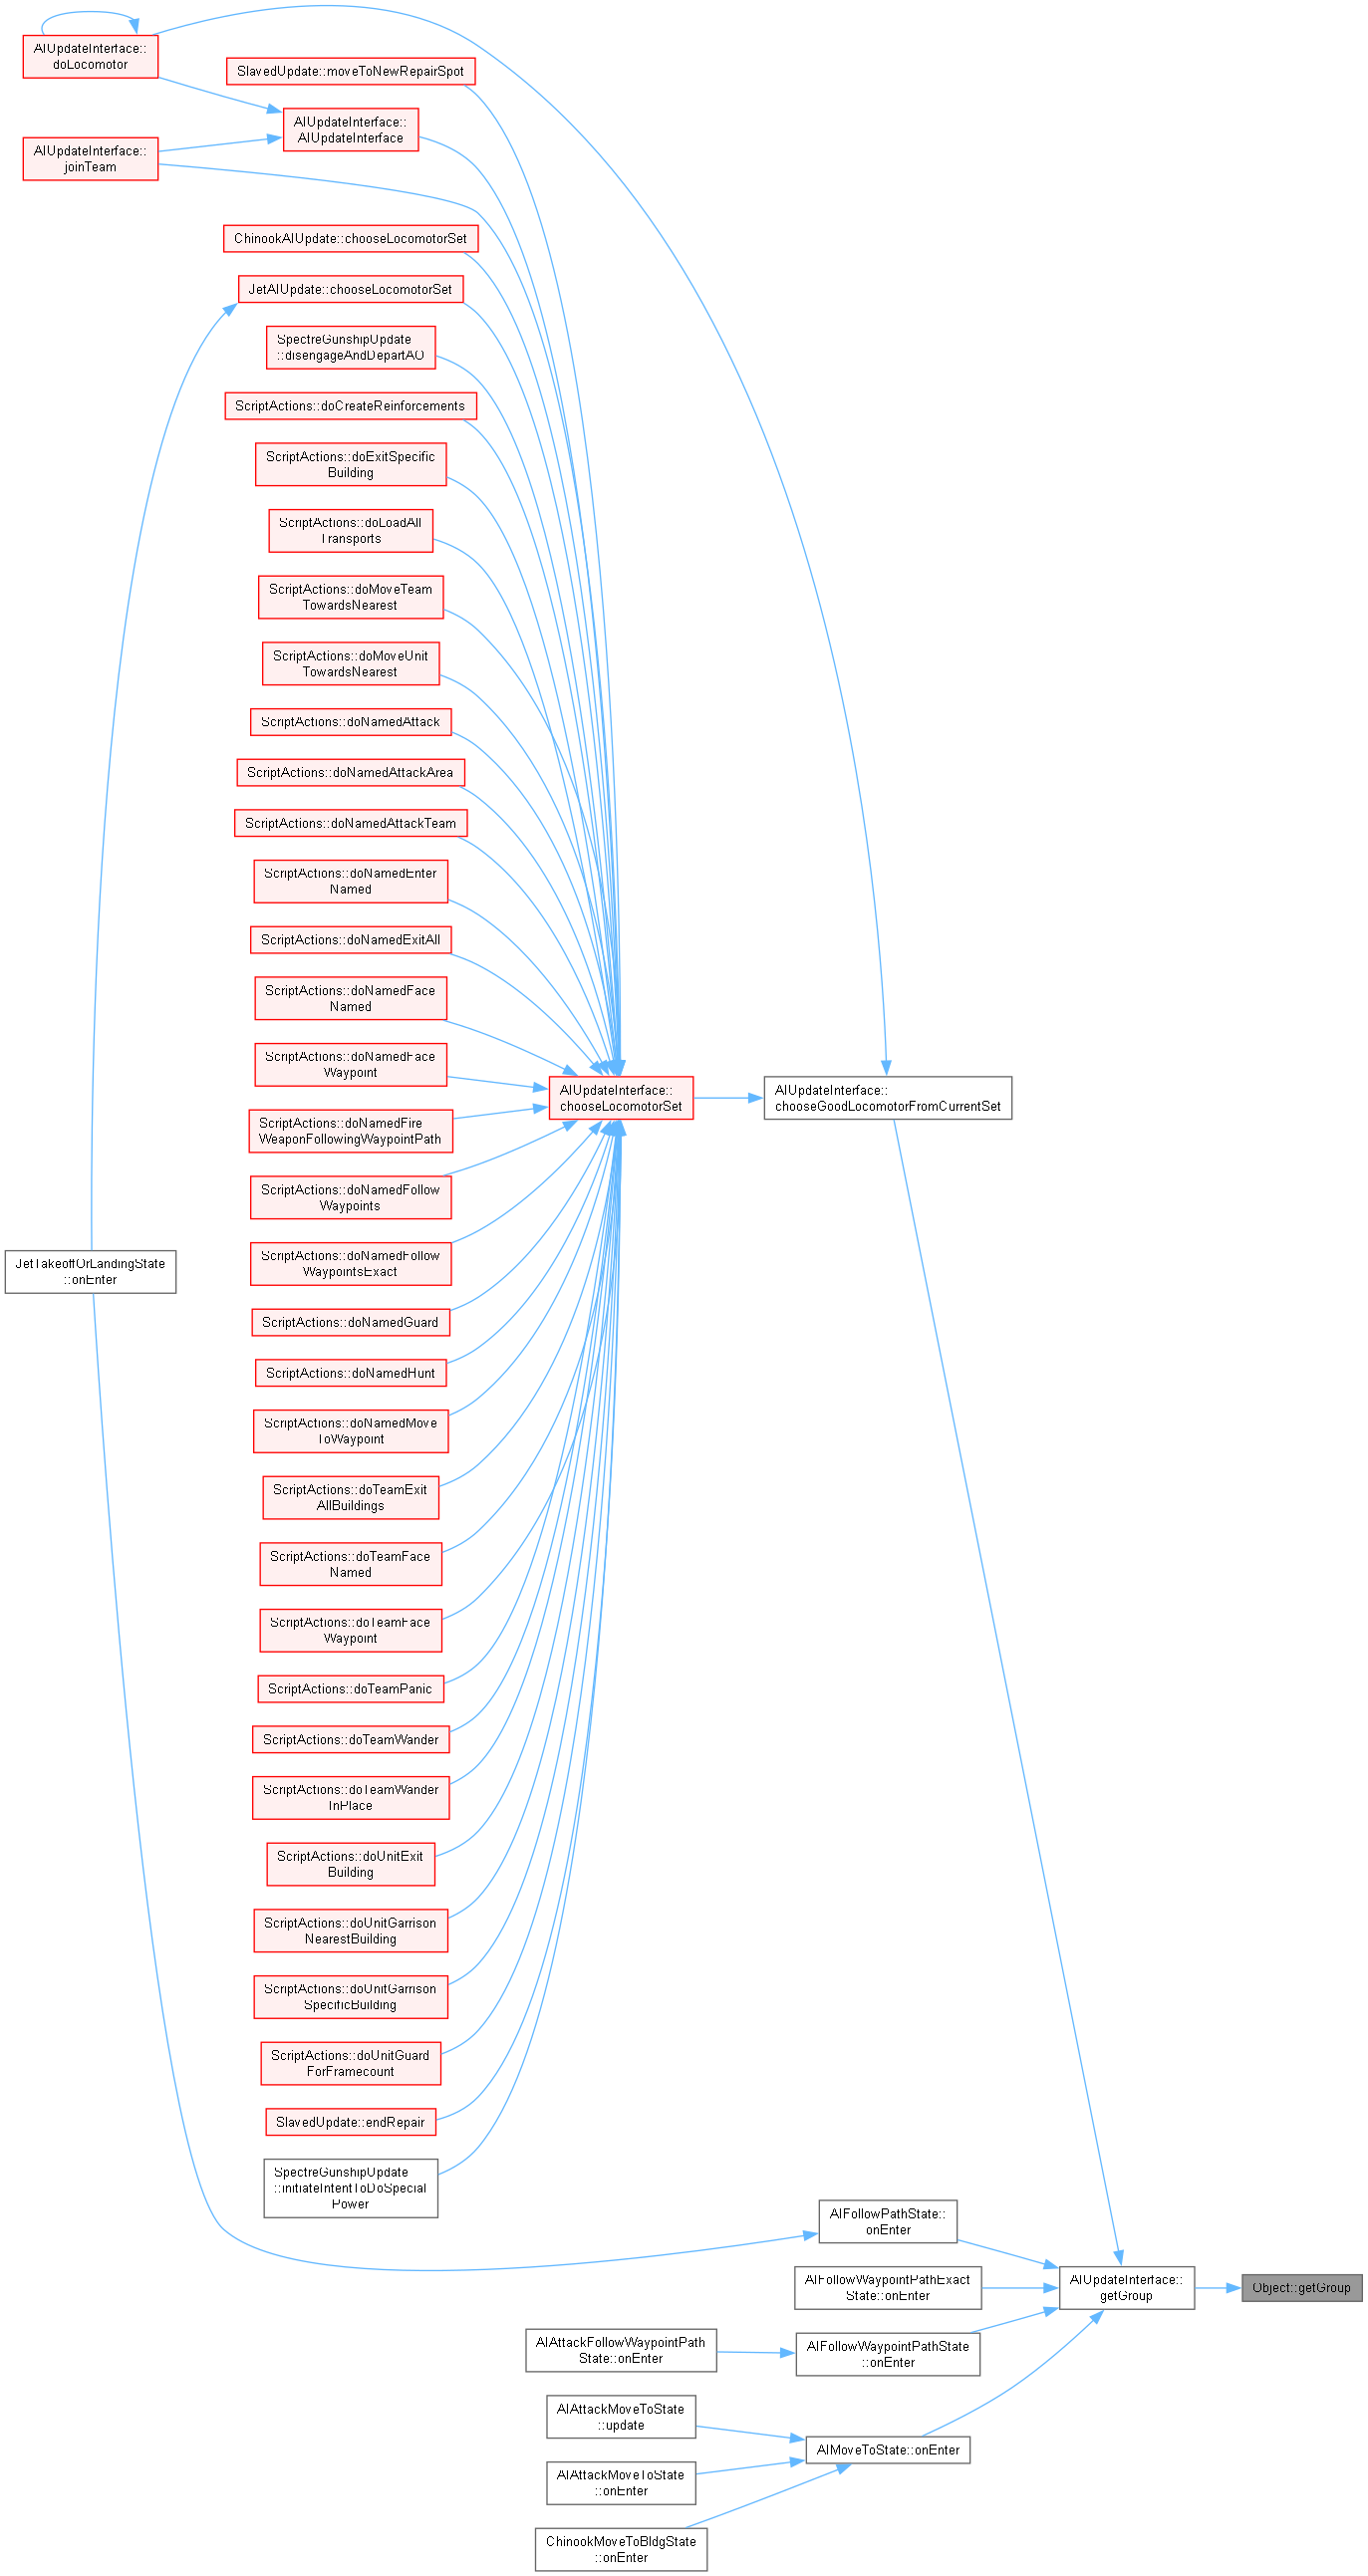 AIUpdateInterface::
doLocomotor
SlavedUpdate::moveToNewRepairSpot
AIUpdateInterface::
AIUpdateInterface
AIUpdateInterface::
joinTeam
ChinookAIUpdate::chooseLocomotorSet
JetAIUpdate::chooseLocomotorSet
SpectreGunshipUpdate
::disengageAndDepartAO
ScriptActions::doCreateReinforcements
ScriptActions::doExitSpecific
Building
ScriptActions::doLoadAll
Transports
ScriptActions::doMoveTeam
TowardsNearest
ScriptActions::doMoveUnit
TowardsNearest
ScriptActions::doNamedAttack
ScriptActions::doNamedAttackArea
ScriptActions::doNamedAttackTeam
ScriptActions::doNamedEnter
Named
ScriptActions::doNamedExitAll
ScriptActions::doNamedFace
Named
ScriptActions::doNamedFace
Waypoint
ScriptActions::doNamedFire
WeaponFollowingWaypointPath
ScriptActions::doNamedFollow
Waypoints
ScriptActions::doNamedFollow
WaypointsExact
ScriptActions::doNamedGuard
ScriptActions::doNamedHunt
ScriptActions::doNamedMove
ToWaypoint
ScriptActions::doTeamExit
AllBuildings
ScriptActions::doTeamFace
Named
ScriptActions::doTeamFace
Waypoint
ScriptActions::doTeamPanic
ScriptActions::doTeamWander
ScriptActions::doTeamWander
InPlace
ScriptActions::doUnitExit
Building
ScriptActions::doUnitGarrison
NearestBuilding
ScriptActions::doUnitGarrison
SpecificBuilding
ScriptActions::doUnitGuard
ForFramecount
SlavedUpdate::endRepair
SpectreGunshipUpdate
::initiateIntentToDoSpecial
Power
JetTakeoffOrLandingState
::onEnter
AIUpdateInterface::
chooseLocomotorSet
AIUpdateInterface::
chooseGoodLocomotorFromCurrentSet
AIFollowPathState::
onEnter
AIFollowWaypointPathExact
State::onEnter
AIUpdateInterface::
getGroup
Object::getGroup
AIAttackFollowWaypointPath
State::onEnter
AIFollowWaypointPathState
::onEnter
AIAttackMoveToState
::update
AIMoveToState::onEnter
AIAttackMoveToState
::onEnter
ChinookMoveToBldgState
::onEnter